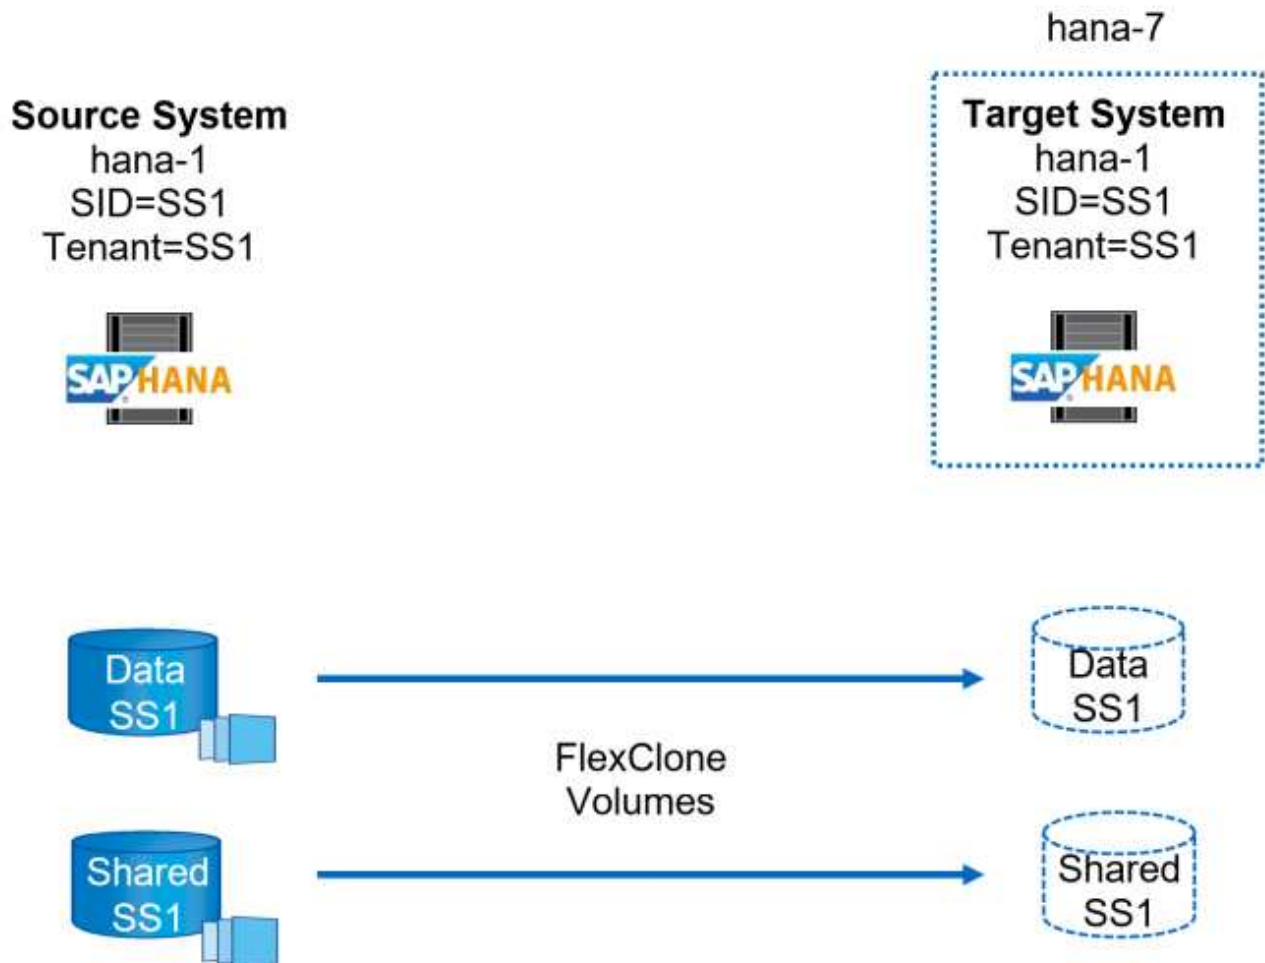 hana-7
Source System
hana-1
SID=SS1
Tenant=SS1
SAP HANA
Target System
hana-1
SID=SS1
Tenant=SS1
SAP HANA
Data
SS1
FlexClone
Volumes
Data
SS1
Shared
SS1
Shared
SS1